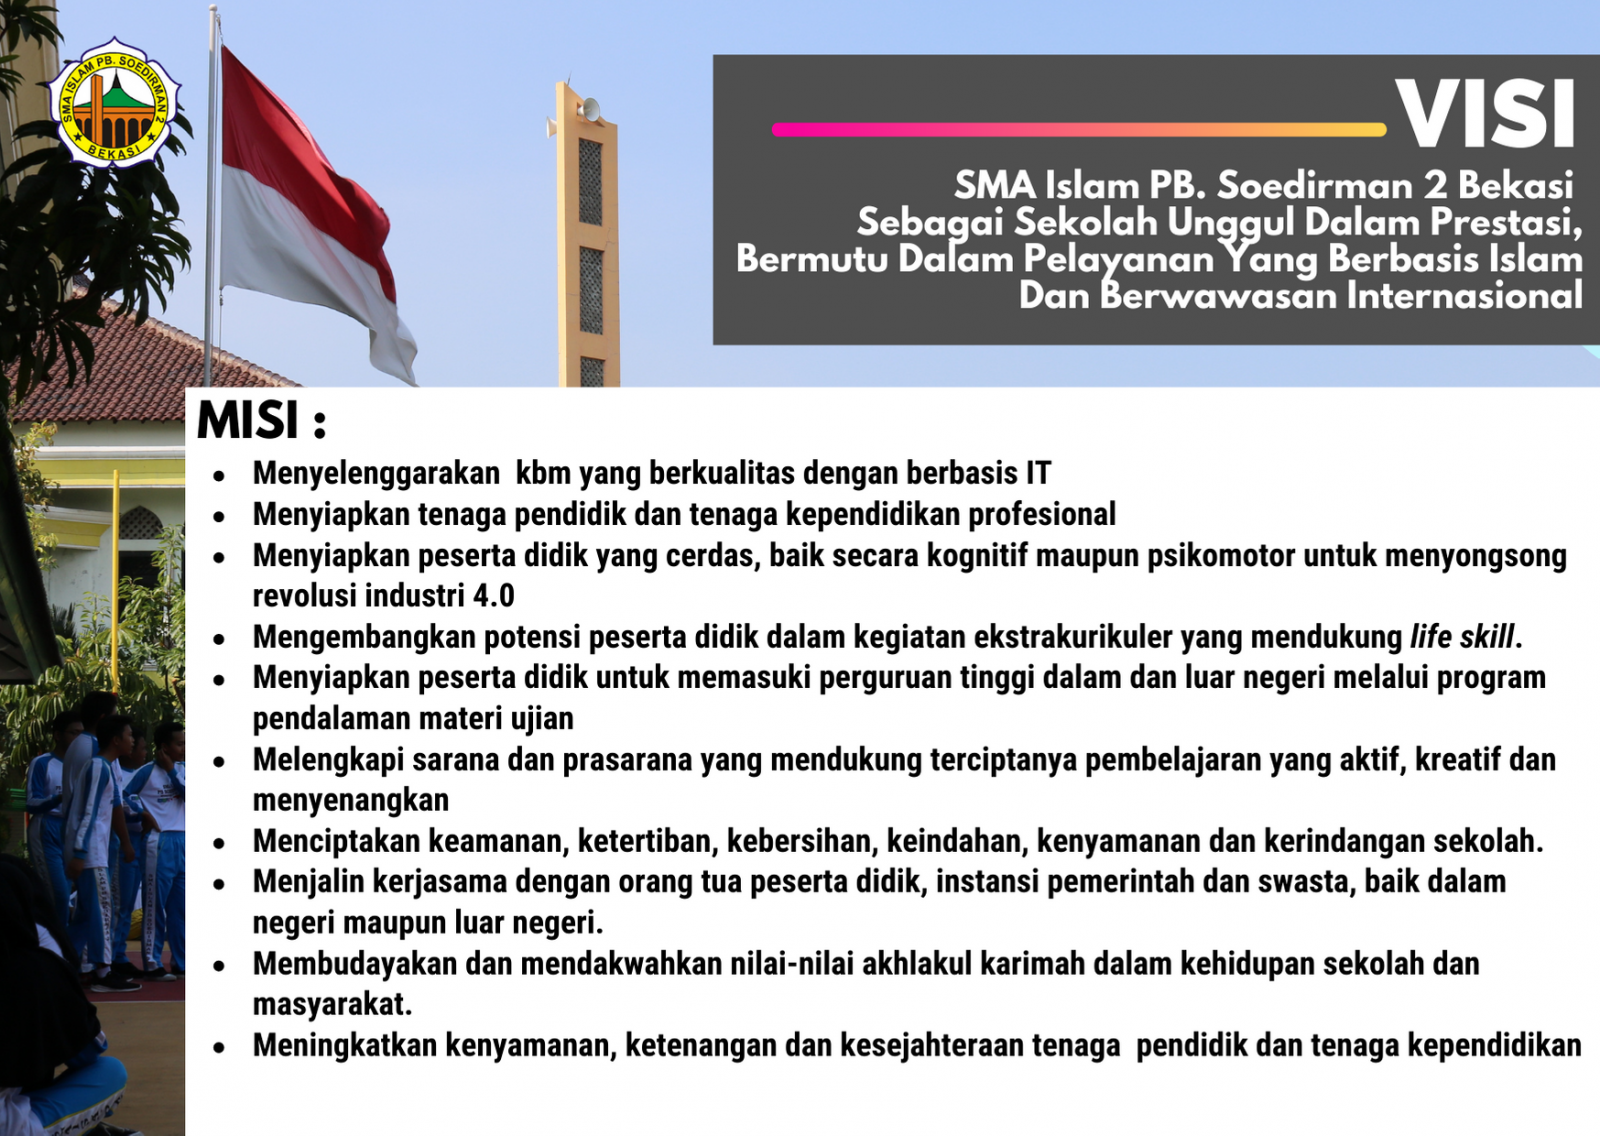 SMA ISLAM PB. SOEDIRMAN 2
BEKASI
VISI
SMA Islam PB. Soedirman 2 Bekasi
Sebagai Sekolah Unggul Dalam Prestasi,
Bermutu Dalam Pelayanan Yang Berbasis Islam
Dan Berwawasan Internasional
MISI :
• Menyelenggarakan kbm yang berkualitas dengan berbasis IT
• Menyiapkan tenaga pendidik dan tenaga kependidikan profesional
• Menyiapkan peserta didik yang cerdas, baik secara kognitif maupun psikomotor untuk menyongsong
revolusi industri 4.0
• Mengembangkan potensi peserta didik dalam kegiatan ekstrakurikuler yang mendukung life skill.
• Menyiapkan peserta didik untuk memasuki perguruan tinggi dalam dan luar negeri melalui program
pendalaman materi ujian
• Melengkapi sarana dan prasarana yang mendukung terciptanya pembelajaran yang aktif, kreatif dan
menyenangkan
• Menciptakan keamanan, ketertiban, kebersihan, keindahan, kenyamanan dan kerindangan sekolah.
• Menjalin kerjasama dengan orang tua peserta didik, instansi pemerintah dan swasta, baik dalam
negeri maupun luar negeri.
• Membudayakan dan mendakwahkan nilai-nilai akhlakul karimah dalam kehidupan sekolah dan
masyarakat.
• Meningkatkan kenyamanan, ketenangan dan kesejahteraan tenaga pendidik dan tenaga kependidikan